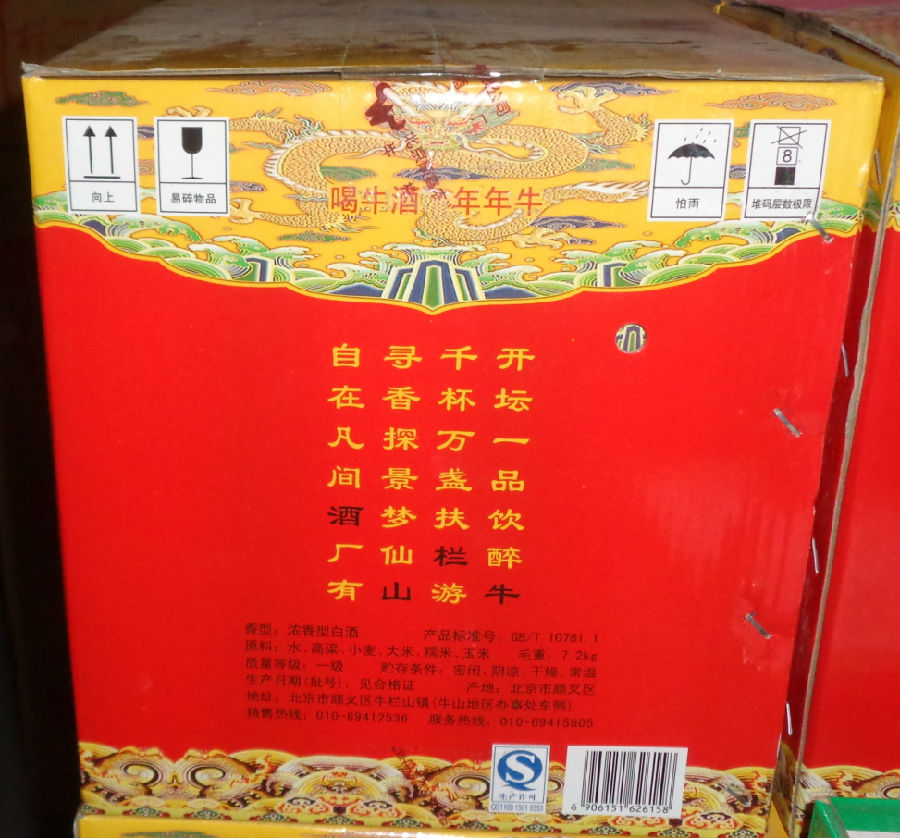 向上
易碎物品
怕雨
8
堆码层数极限
喝牛酒 年年牛
开坛一品饮醉牛
千杯万盏扶栏游
寻香探景梦仙山
自在凡间酒厂有
香型: 浓香型白酒 产品标准号: GB/T 10781.1
原料: 水、高粱、小麦、大米、糯米、玉米 毛重: 7.2kg
质量等级: 一级 贮存条件: 密闭、阴凉、干燥、常温
生产日期(批号): 见合格证 产地: 北京市顺义区
地址: 北京市顺义区牛栏山镇(牛山地区办事处东侧)
销售热线: 010-69412536 服务热线: 010-69415805
生产许可
QS1100 1501 0353
6 906151 626158